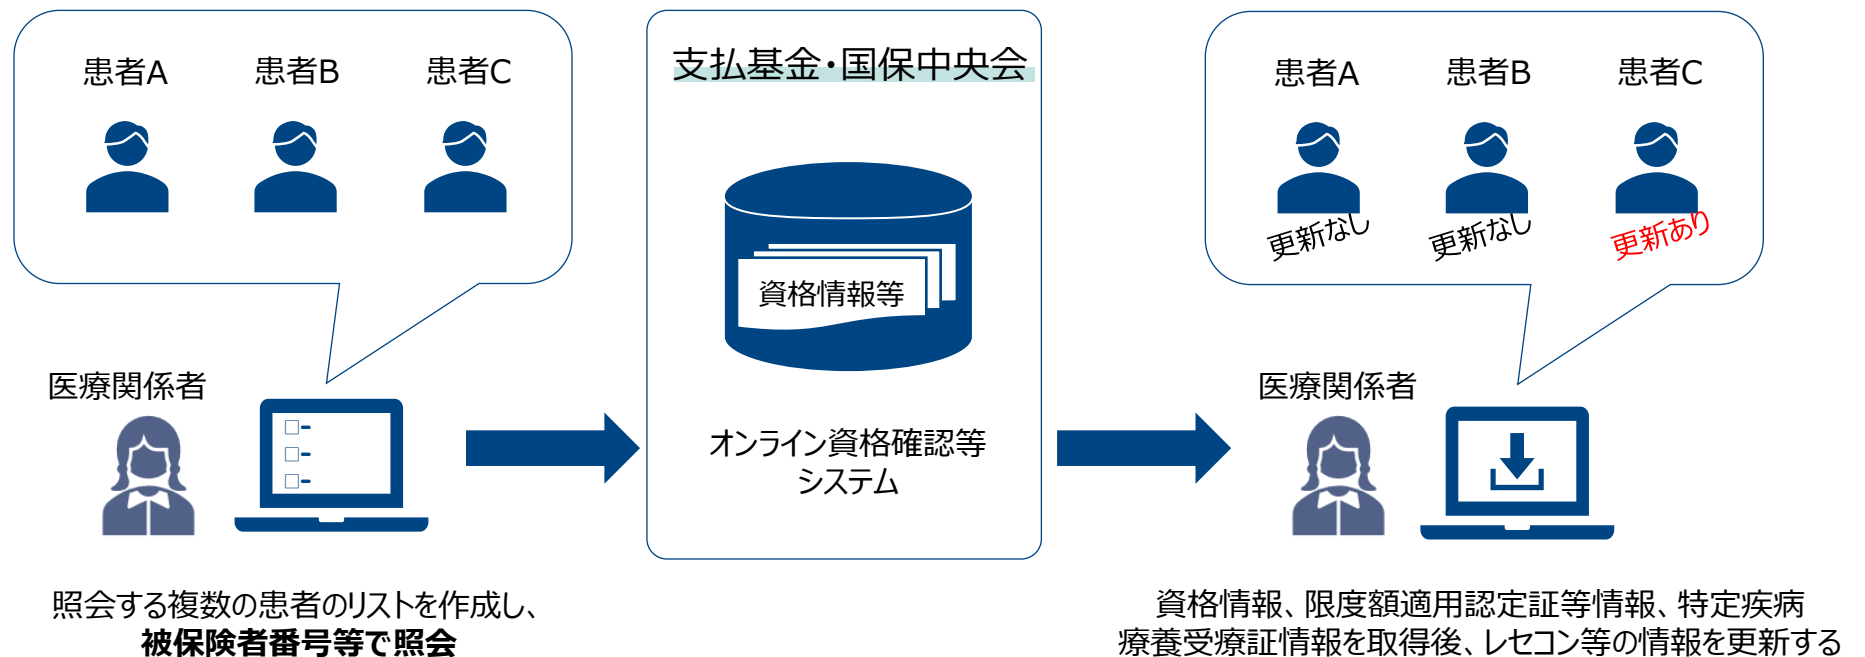 患者A 患者B 患者C
医療関係者
照会する複数の患者のリストを作成し、
被保険者番号等で照会
支払基金・国保中央会
資格情報等
オンライン資格確認等
システム
患者A 患者B 患者C
更新なし 更新なし 更新あり
医療関係者
資格情報、限度額適用認定証等情報、特定疾病
療養受療証情報を取得後、レセコン等の情報を更新する